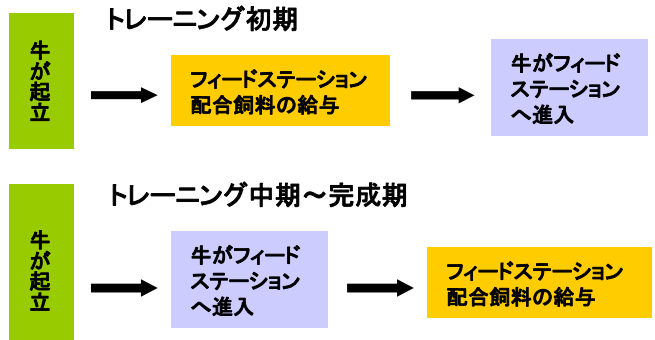 トレーニング初期
牛が起立
フィードステーション
配合飼料の給与
牛がフィード
ステーション
へ進入
トレーニング中期～完成期
牛が起立
牛がフィード
ステーション
へ進入
フィードステーション
配合飼料の給与